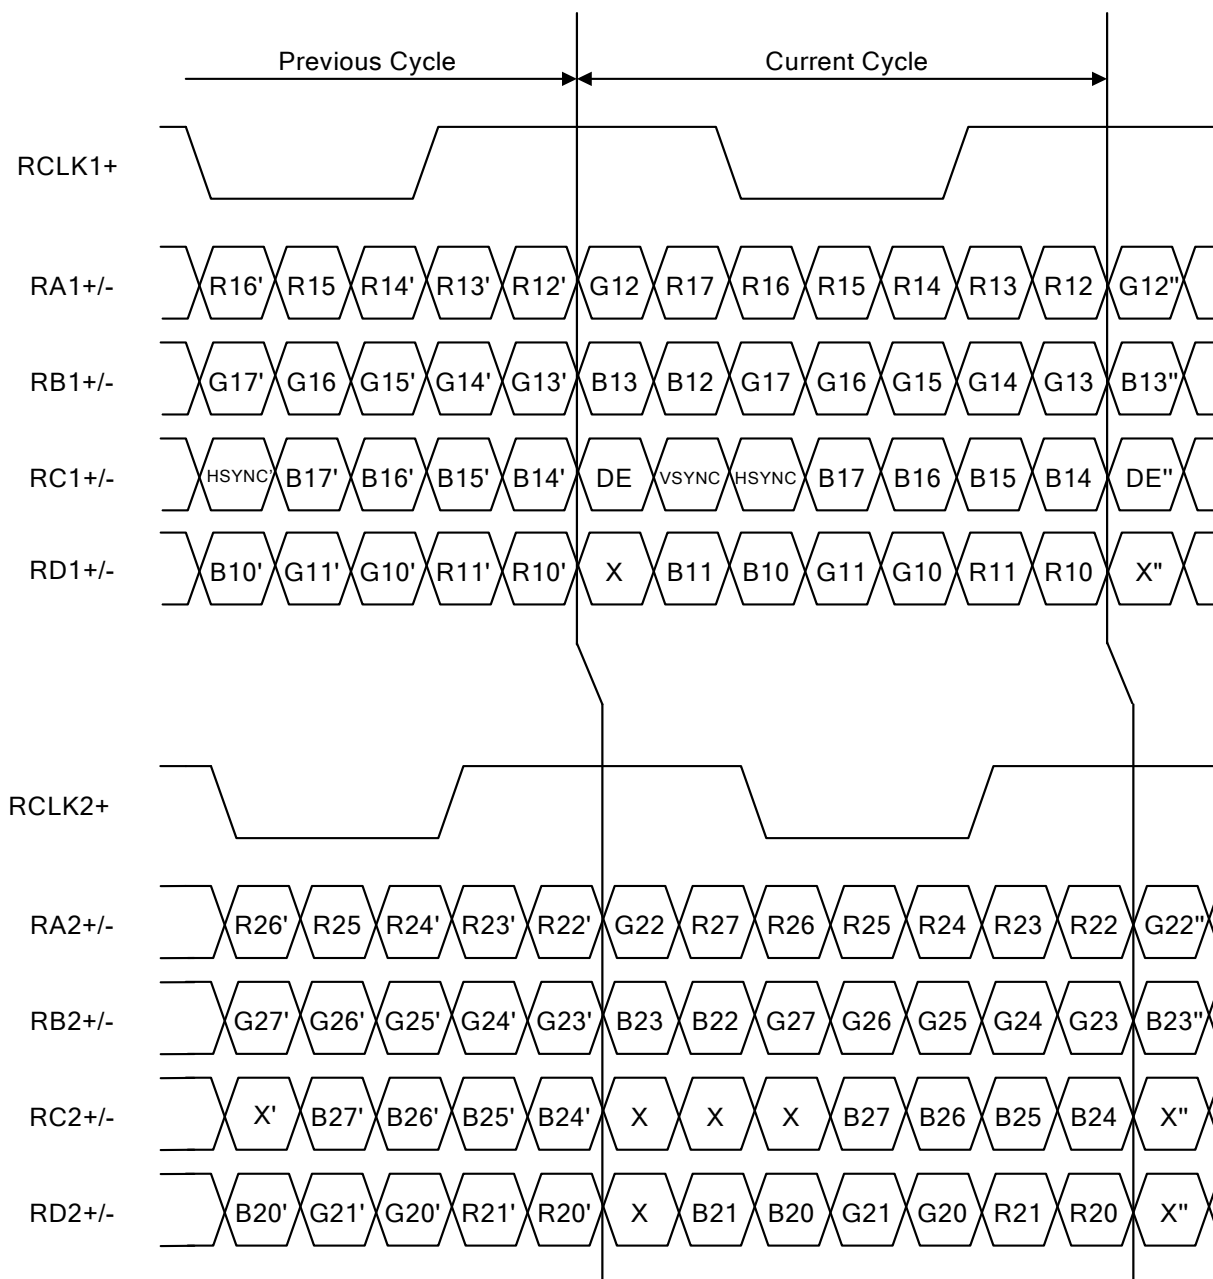 Previous Cycle Current Cycle
RCLK1+
RA1+/- R16' R15 R14' R13' R12' G12 R17 R16 R15 R14 R13 R12 G12"
RB1+/- G17' G16 G15' G14' G13' B13 B12 G17 G16 G15 G14 G13 B13"
RC1+/- HSYNC' B17' B16' B15' B14' DE VSYNC HSYNC B17 B16 B15 B14 DE"
RD1+/- B10' G11' G10' R11' R10' X B11 B10 G11 G10 R11 R10 X"
RCLK2+
RA2+/- R26' R25 R24' R23' R22' G22 R27 R26 R25 R24 R23 R22 G22"
RB2+/- G27' G26' G25' G24' G23' B23 B22 G27 G26 G25 G24 G23 B23"
RC2+/- X' B27' B26' B25' B24' X X X B27 B26 B25 B24 X"
RD2+/- B20' G21' G20' R21' R20' X B21 B20 G21 G20 R21 R20 X"